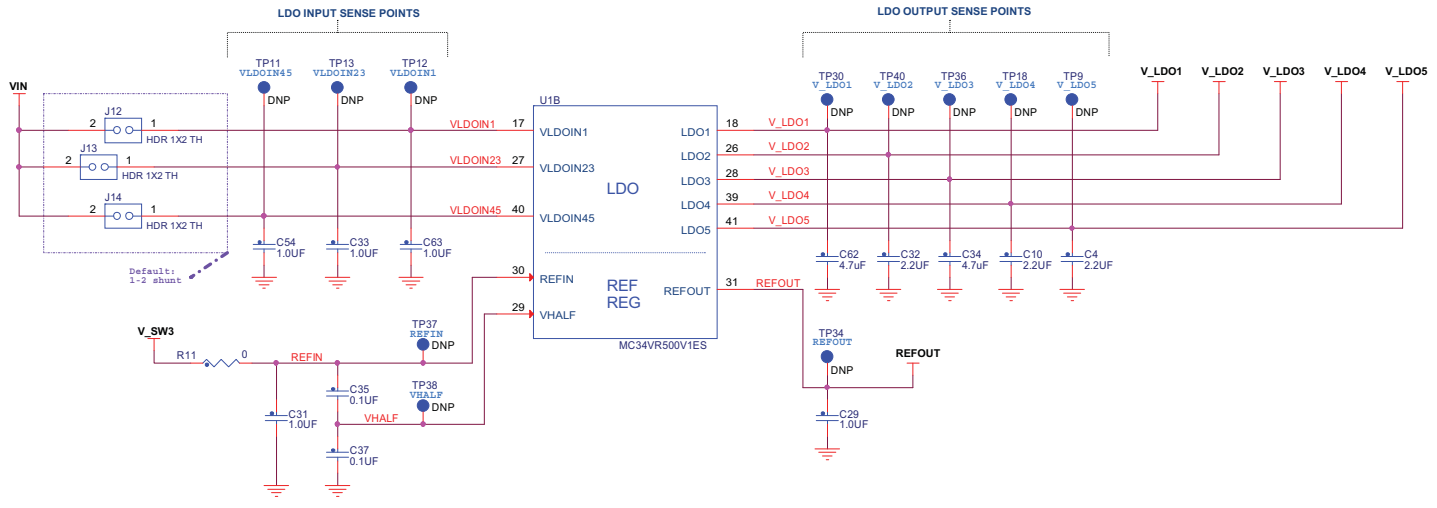 LDO INPUT SENSE POINTS
LDO OUTPUT SENSE POINTS
VIN
TP11
VLDOIN45
DNP
TP13
VLDOIN23
DNP
TP12
VLDOIN1
DNP
TP30
V_LDO1
DNP
TP40
V_LDO2
DNP
TP36
V_LDO3
DNP
TP18
V_LDO4
DNP
TP9
V_LDO5
DNP
V_LDO1
V_LDO2
V_LDO3
V_LDO4
V_LDO5
J12
2
1
HDR 1X2 TH
J13
2
1
HDR 1X2 TH
J14
2
1
HDR 1X2 TH
Default:
1-2 shunt
VLDOIN1
17
VLDOIN23
27
VLDOIN45
40
C54
1.0UF
C33
1.0UF
C63
1.0UF
U1B
VLDOIN1
VLDOIN23
VLDOIN45
LDO
LDO1
LDO2
LDO3
LDO4
LDO5
30
REFIN
29
VHALF
REF
REG
REFOUT
MC34VR500V1ES
18
V_LDO1
26
V_LDO2
28
V_LDO3
39
V_LDO4
41
V_LDO5
31
REFOUT
C62
4.7uF
C32
2.2UF
C34
4.7uF
C10
2.2UF
C4
2.2UF
V_SW3
R11
0
REFIN
TP37
REFIN
DNP
C35
0.1UF
TP38
VHALF
DNP
C31
1.0UF
VHALF
C37
0.1UF
TP34
REFOUT
DNP
REFOUT
C29
1.0UF